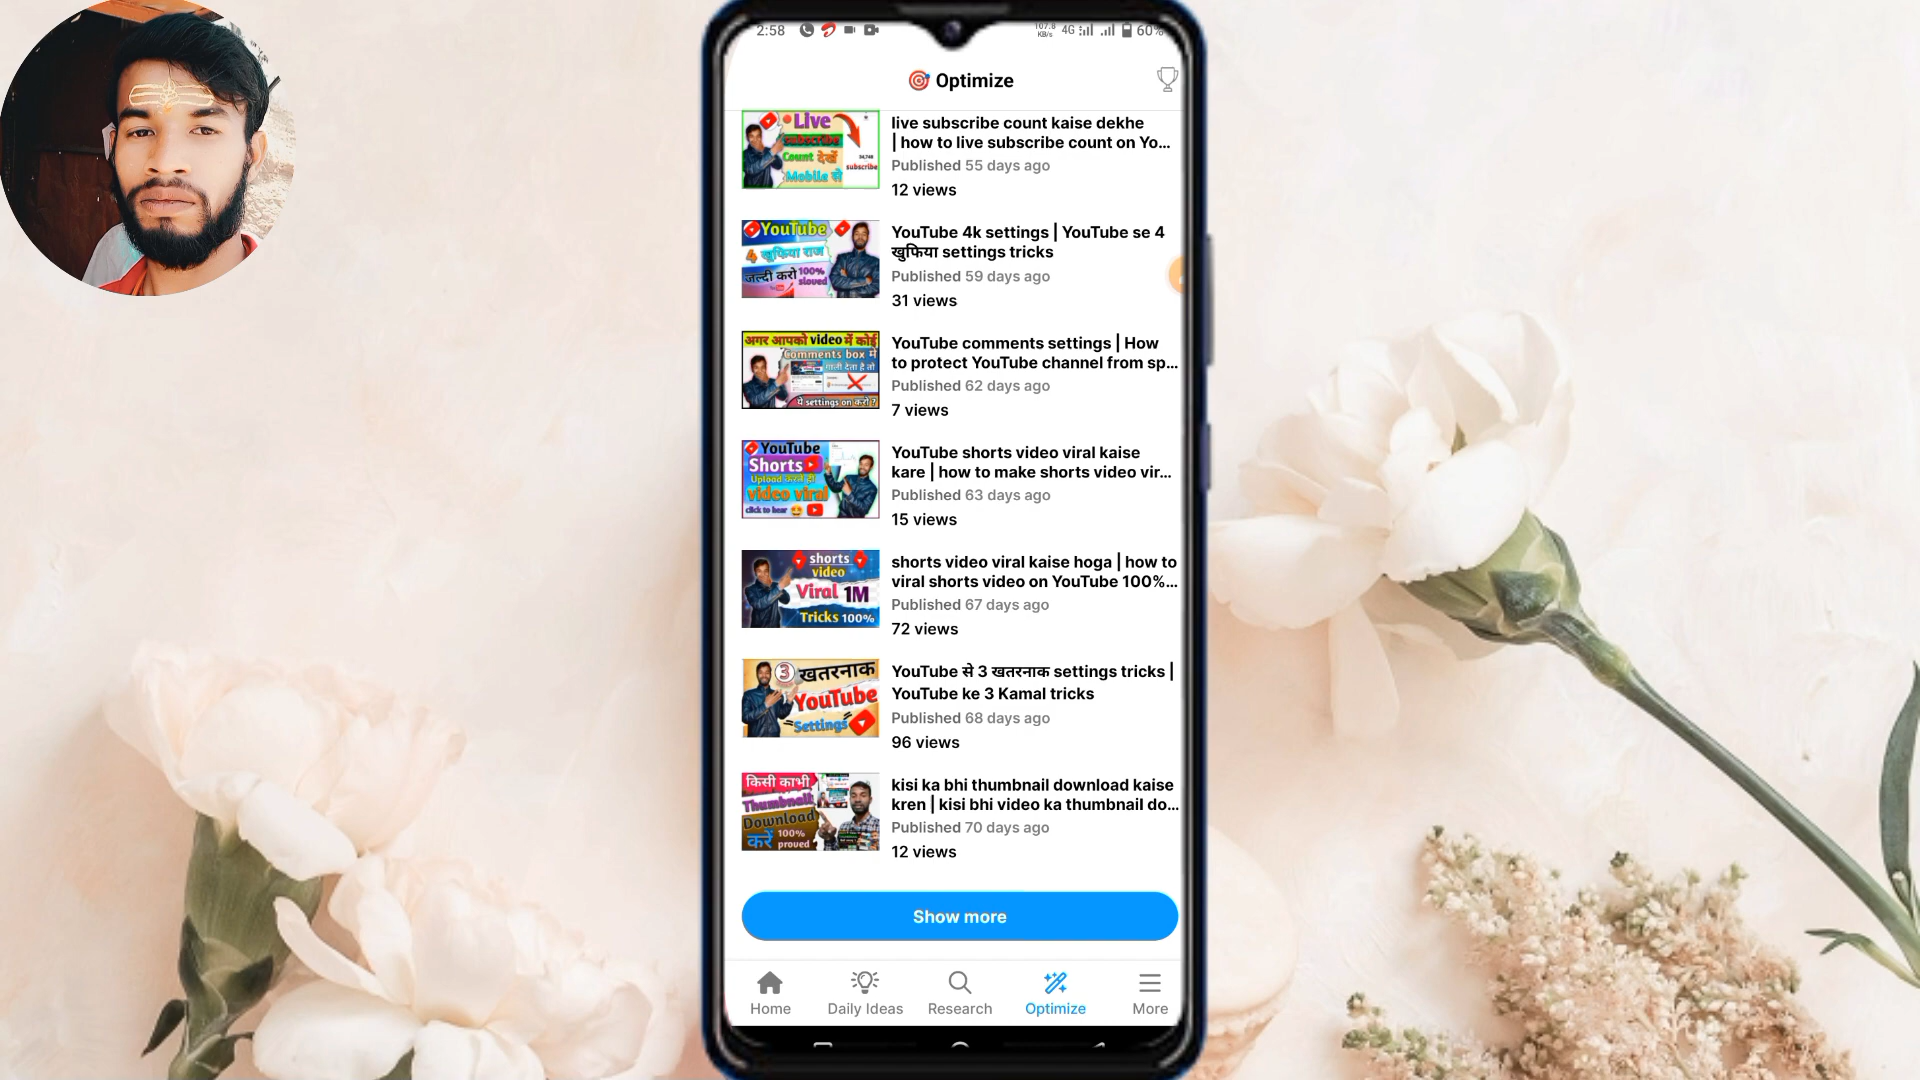 2:58
107.8
KB/s
4G
60%
Optimize
Live
Subscribe
Count देखें
Mobile से
34,748
subscribe
live subscribe count kaise dekhe
| how to live subscribe count on Yo...
Published 55 days ago
12 views
YouTube
4 खुफिया राज
जल्दी करो 100%
sloved
YouTube 4k settings | YouTube se 4
खुफिया settings tricks
Published 59 days ago
31 views
अगर आपको video में कोई
Comments box में
गाली देता है तो
ये settings on करो ?
YouTube comments settings | How
to protect YouTube channel from sp...
Published 62 days ago
7 views
YouTube
Shorts
Upload करते ही
video viral
click to hear
YouTube shorts video viral kaise
kare | how to make shorts video vir...
Published 63 days ago
15 views
shorts
video
Viral 1M
Tricks 100%
shorts video viral kaise hoga | how to
viral shorts video on YouTube 100%...
Published 67 days ago
72 views
3 खतरनाक
YouTube
Settings
YouTube से 3 खतरनाक settings tricks |
YouTube ke 3 Kamal tricks
Published 68 days ago
96 views
किसी काभी
Thumbnail
Download
करें 100%
proved
kisi ka bhi thumbnail download kaise
kren | kisi bhi video ka thumbnail do...
Published 70 days ago
12 views
Show more
Home
Daily Ideas
Research
Optimize
More